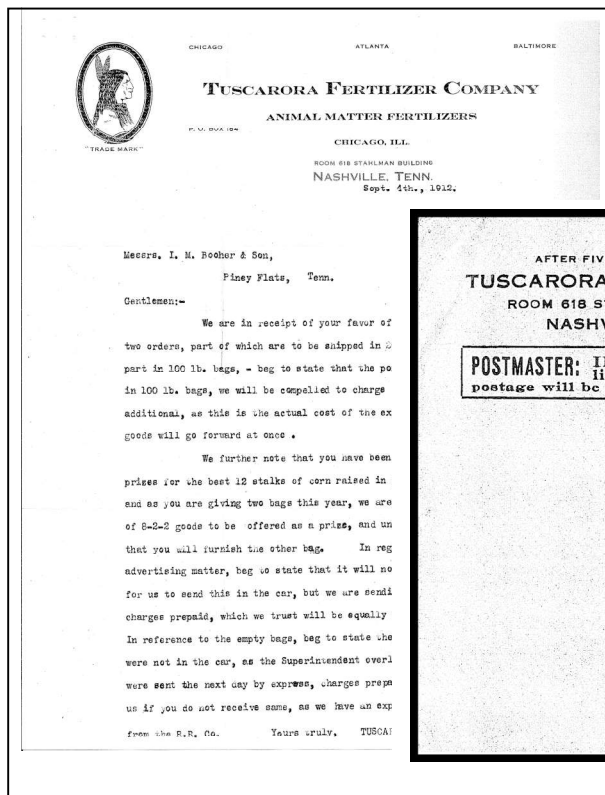 CHICAGO ATLANTA BALTIMORE
TUSCARORA FERTILIZER COMPANY
ANIMAL MATTER FERTILIZERS
P. O. BOX 184
CHICAGO, ILL.
"TRADE MARK"
ROOM 618 STAHLMAN BUILDING
NASHVILLE, TENN.
Sept. 4th., 1912.
Messrs. I. M. Booher & Son,
Piney Flats, Tenn.
Gentlemen:-
We are in receipt of your favor of
two orders, part of which are to be shipped in
part in 100 lb. bags, - beg to state that the po
in 100 lb. bags, we will be compelled to charge
additional, as this is the actual cost of the ex
goods will go forward at once .
We further note that you have been
prizes for the best 12 stalks of corn raised in
and as you are giving two bags this year, we are
of 8-2-2 goods to be offered as a prize, and un
that you will furnish the other bag. In reg
advertising matter, beg to state that it will no
for us to send this in the car, but we are sendi
charges prepaid, which we trust will be equally
In reference to the empty bags, beg to state the
were not in the car, as the Superintendent overl
were sent the next day by express, charges prepa
us if you do not receive same, as we have an exp
from the R.R. Co. Yours truly. TUSCAR
AFTER FIV
TUSCARORA
ROOM 618 S
NASHV
POSTMASTER: I
li
postage will be